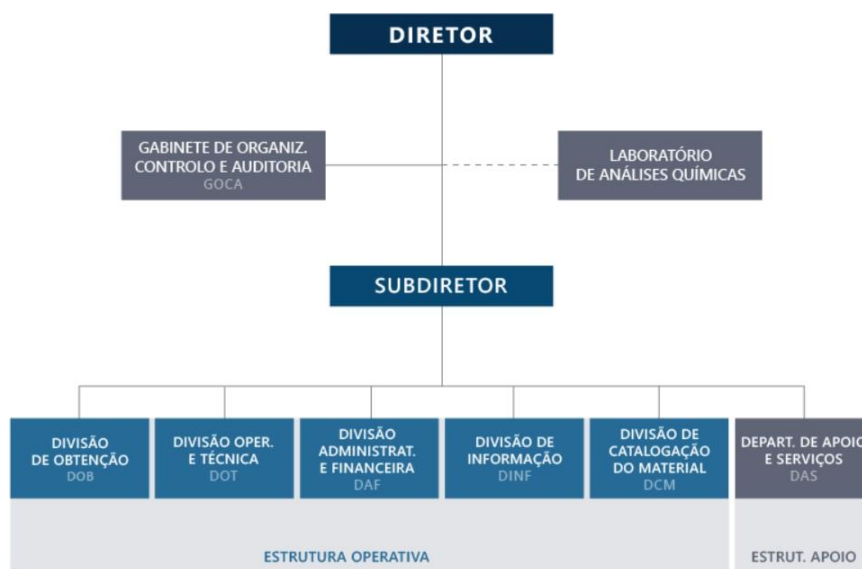 DIRETOR
GABINETE DE ORGANIZ.
CONTROLO E AUDITORIA
GOCA
LABORATÓRIO
DE ANÁLISES QUÍMICAS
SUBDIRETOR
DIVISÃO
DE OBTENÇÃO
DOB
DIVISÃO OPER.
E TÉCNICA
DOT
DIVISÃO
ADMINISTRAT.
E FINANCEIRA
DAF
DIVISÃO DE
INFORMAÇÃO
DINF
DIVISÃO DE
CATALOGAÇÃO
DO MATERIAL
DCM
DEPART. DE APOIO
E SERVIÇOS
DAS
ESTRUTURA OPERATIVA
ESTRUT. APOIO